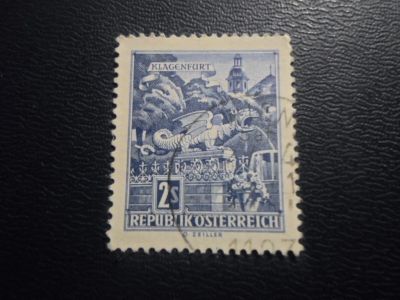 KLAGENFURT
2S
REPUBLIK ÖSTERREICH
O. ZEILLER